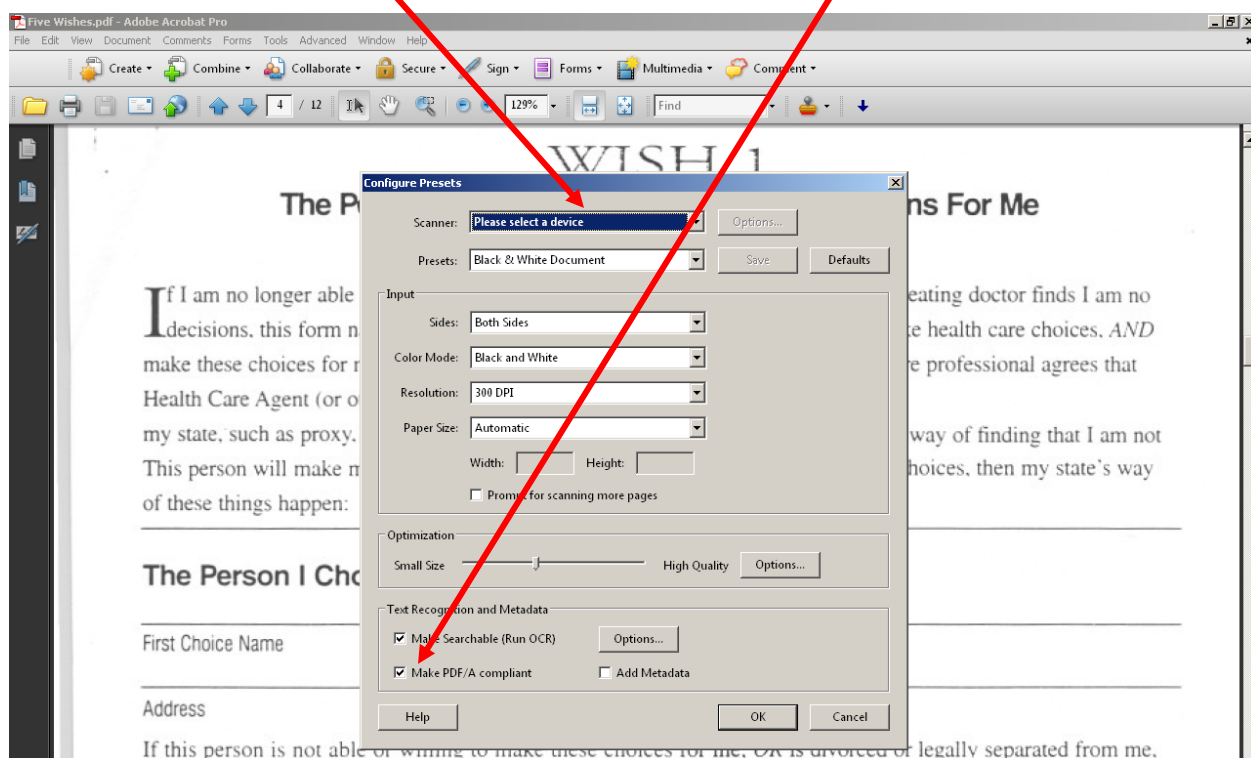 Five Wishes.pdf - Adobe Acrobat Pro
File Edit View Document Comments Forms Tools Advanced Window Help
Create Combine Collaborate Secure Sign Forms Multimedia Comment
4 / 12 129% Find
WISH 1
The P ns For Me
Configure Presets
Scanner: Please select a device Options...
Presets: Black & White Document Save Defaults
If I am no longer able eating doctor finds I am no
Input
Sides: Both Sides
decisions, this form health care choices, AND
Color Mode: Black and White
make these choices for professional agrees that
Resolution: 300 DPI
Health Care Agent (or
Paper Size: Automatic
my state, such as proxy, way of finding that I am not
Width: Height:
This person will make hoices, then my state's way
Prompt for scanning more pages
of these things happen:
Optimization
Small Size High Quality Options...
The Person I Cho
Text Recognition and Metadata
Make Searchable (Run OCR) Options...
First Choice Name
Make PDF/A compliant Add Metadata
Address
Help OK Cancel
If this person is not able or willing to make these choices for me, OR is divorced or legally separated from me,